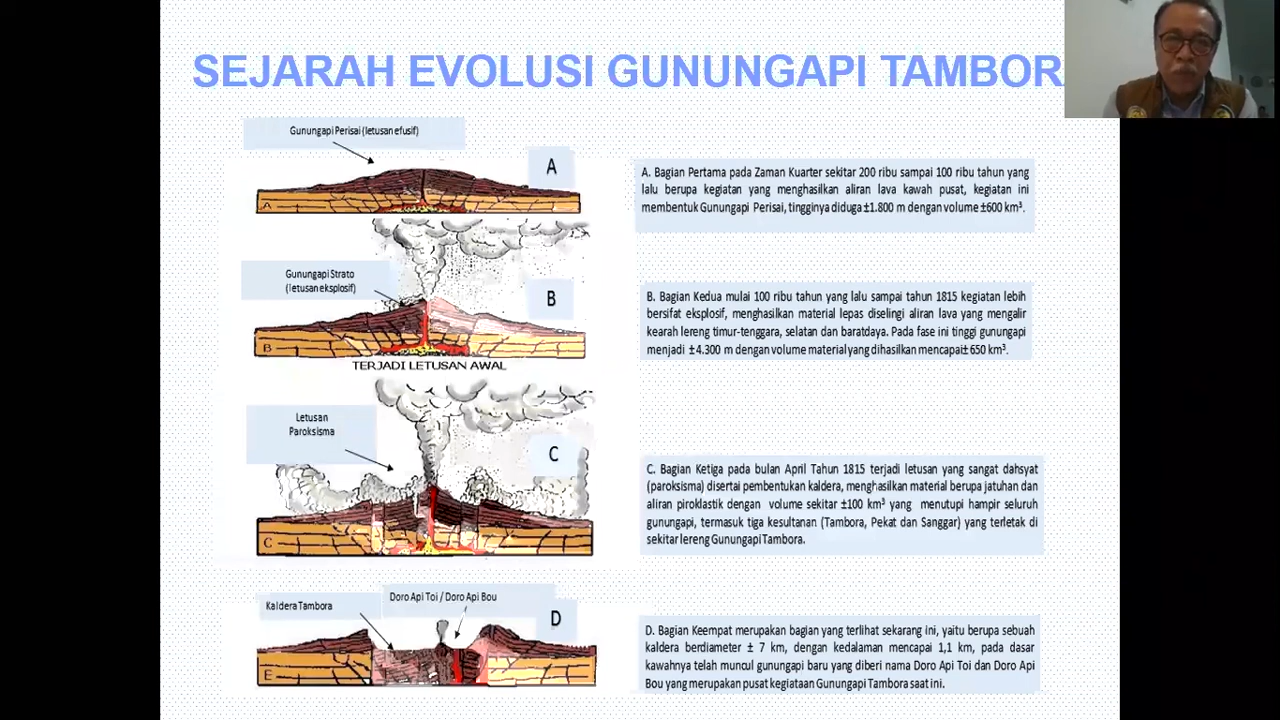 SEJARAH EVOLUSI GUNUNGAPI TAMBOR
Gunungapi Perisai (letusan efusif)
A
A
A. Bagian Pertama pada Zaman Kuarter sekitar 200 ribu sampai 100 ribu tahun yang
lalu berupa kegiatan yang menghasilkan aliran lava kawah pusat, kegiatan ini
membentuk Gunungapi Perisai, tingginya diduga ±1.800 m dengan volume ±600 km³.
Gunungapi Strato
(letusan eksplosif)
B
B
TERJADI LETUSAN AWAL
B. Bagian Kedua mulai 100 ribu tahun yang lalu sampai tahun 1815 kegiatan lebih
bersifat eksplosif, menghasilkan material lepas diselingi aliran lava yang mengalir
kearah lereng timur-tenggara, selatan dan baratdaya. Pada fase ini tinggi gunungapi
menjadi ±4.300 m dengan volume material yang dihasilkan mencapai± 650 km³.
Letusan
Paroksisma
C
C
C. Bagian Ketiga pada bulan April Tahun 1815 terjadi letusan yang sangat dahsyat
(paroksisma) disertai pembentukan kaldera, menghasilkan material berupa jatuhan dan
aliran piroklastik dengan volume sekitar ±100 km³ yang menutupi hampir seluruh
gunungapi, termasuk tiga kesultanan (Tambora, Pekat dan Sanggar) yang terletak di
sekitar lereng Gunungapi Tambora.
Kaldera Tambora
Doro Api Toi / Doro Api Bou
D
E
D. Bagian Keempat merupakan bagian yang terlihat sekarang ini, yaitu berupa sebuah
kaldera berdiameter ± 7 km, dengan kedalaman mencapai 1,1 km, pada dasar
kawahnya telah muncul gunungapi baru yang diberi nama Doro Api Toi dan Doro Api
Bou yang merupakan pusat kegiataan Gunungapi Tambora saat ini.